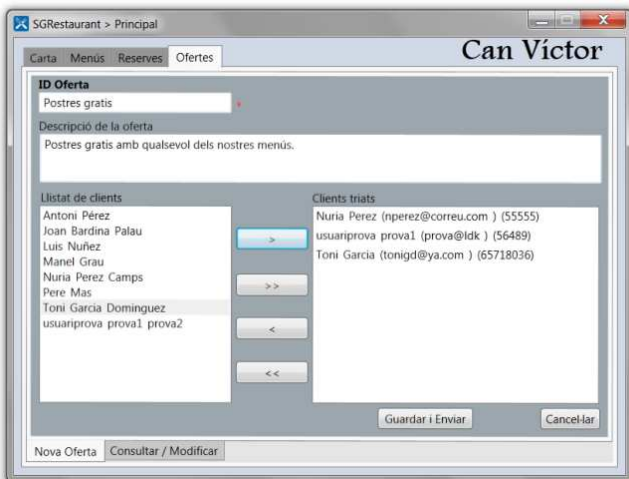 SGRestaurant > Principal
Can Víctor
Carta Menús Reserves Ofertes
ID Oferta
Postres gratis
*
Descripció de la oferta
Postres gratis amb qualsevol dels nostres menús.
Llistat de clients
Antoni Pérez
Joan Bardina Palau
Luis Nuñez
Manel Grau
Nuria Perez Camps
Pere Mas
Toni Garcia Dominguez
usuariprova prova1 prova2
>
>>
<
<<
Clients triats
Nuria Perez (nperez@correu.com ) (55555)
usuariprova prova1 (prova@ldk ) (56489)
Toni Garcia (tonigd@ya.com ) (65718036)
Guardar i Enviar
Cancel·lar
Nova Oferta Consultar / Modificar